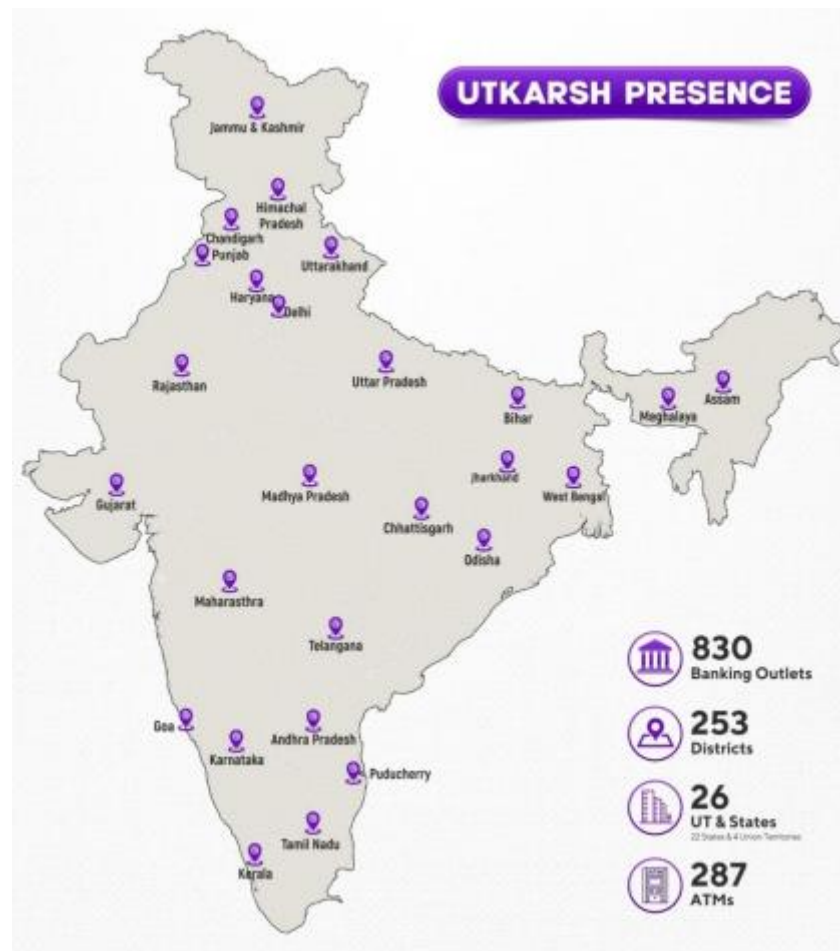 UTKARSH PRESENCE
Jammu & Kashmir
Himachal
Pradesh
Chandigarh
Punjab
Uttarakhand
Haryana
Delhi
Rajasthan
Uttar Pradesh
Bihar
Meghalaya
Assam
Gujarat
Madhya Pradesh
Jharkhand
West Bengal
Chhattisgarh
Odisha
Maharasthra
Telangana
Goa
Karnataka
Andhra Pradesh
Puducherry
Tamil Nadu
Kerala
830
Banking Outlets
253
Districts
26
UT & States
22 States & 4 Union Territories
287
ATMs